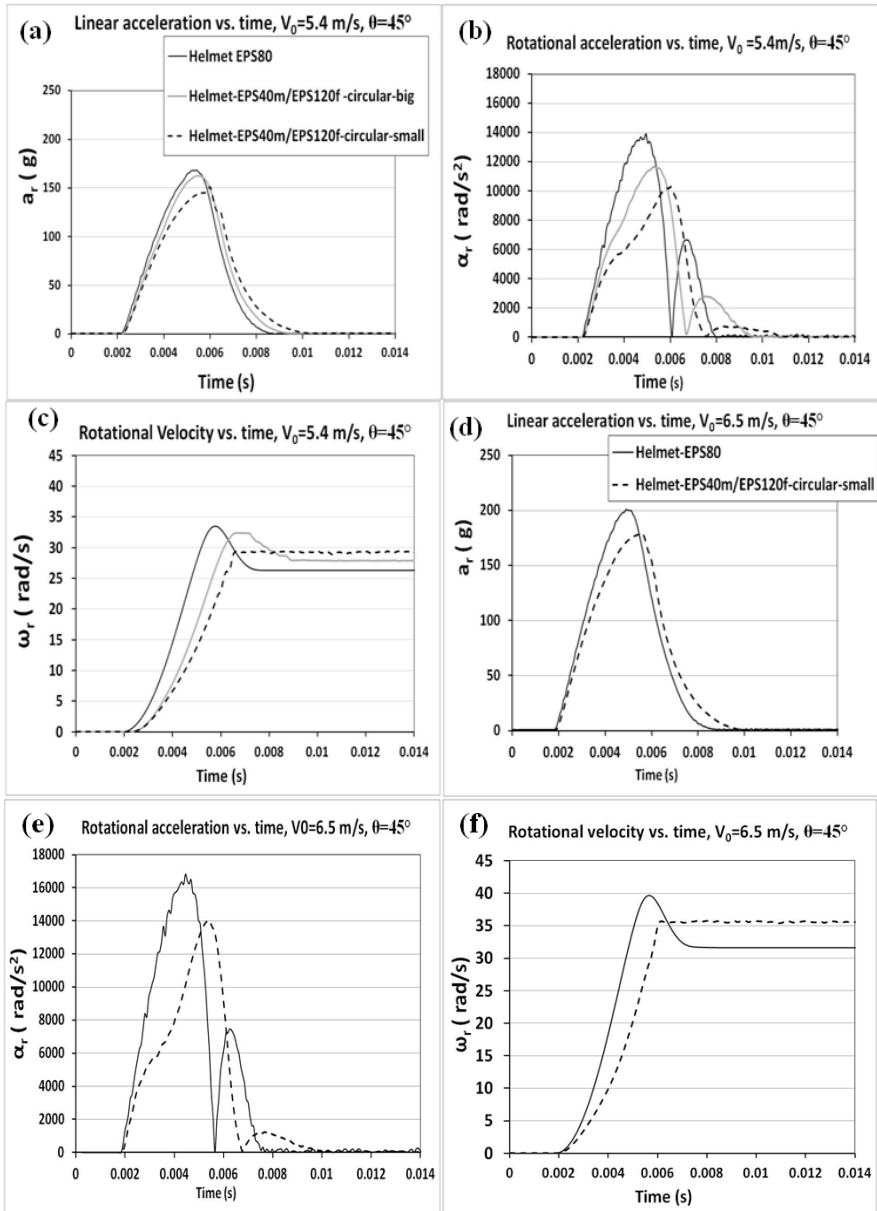 (a)
Linear acceleration vs. time, V0=5.4 m/s, θ=45°
Helmet EPS80
Helmet-EPS40m/EPS120f -circular-big
Helmet-EPS40m/EPS120f-circular-small
250
200
150
100
50
0
ar ( g)
0 0.002 0.004 0.006 0.008 0.01 0.012 0.014
Time (s)
(b)
Rotational acceleration vs. time, V0 =5.4m/s, θ=45°
18000
16000
14000
12000
10000
8000
6000
4000
2000
0
αr ( rad/s²)
0 0.002 0.004 0.006 0.008 0.01 0.012 0.014
Time (s)
(c)
Rotational Velocity vs. time, V0=5.4 m/s, θ=45°
45
40
35
30
25
20
15
10
5
0
ωr ( rad/s)
0 0.002 0.004 0.006 0.008 0.01 0.012 0.014
Time (s)
(d)
Linear acceleration vs. time, V0=6.5 m/s, θ=45°
Helmet-EPS80
Helmet-EPS40m/EPS120f-circular-small
250
200
150
100
50
0
ar ( g)
0 0.002 0.004 0.006 0.008 0.01 0.012 0.014
Time (s)
(e)
Rotational acceleration vs. time, V0=6.5 m/s, θ=45°
18000
16000
14000
12000
10000
8000
6000
4000
2000
0
αr ( rad/s²)
0 0.002 0.004 0.006 0.008 0.01 0.012 0.014
Time (s)
(f)
Rotational velocity vs. time, V0=6.5 m/s, θ=45°
45
40
35
30
25
20
15
10
5
0
ωr ( rad/s)
0 0.002 0.004 0.006 0.008 0.01 0.012 0.014
Time (s)